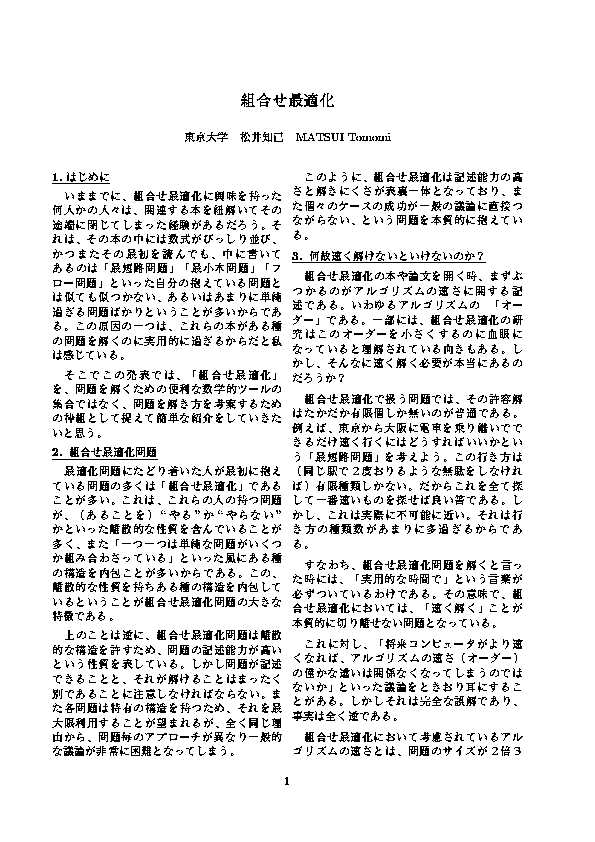 組合せ最適化
東京大学　松井知己　MATSUI Tomomi
1. はじめに
いままでに、組合せ最適化に興味を持った
何人かの人々は、関連する本を紐解いてその
途端に閉じてしまった経験があるだろう。そ
れは、その本の中には数式がびっしり並び、
かつまたその最初を読んでも、中に書いて
あるのは「最短路問題」「最小木問題」「フ
ロー問題」といった自分の抱えている問題と
は似ても似つかない、あるいはあまりに単純
過ぎる問題ばかりということが多いからであ
る。この原因の一つは、これらの本がある種
の問題を解くのに実用的に過ぎるからだと私
は感じている。
そこでこの発表では、「組合せ最適化」
を、問題を解くための便利な数学的ツールの
集合ではなく、問題を解き方を考案するため
の枠組として捉えて簡単な紹介をしていきた
いと思う。
2. 組合せ最適化問題
最適化問題にたどり着いた人が最初に抱え
ている問題の多くは「組合せ最適化」である
ことが多い。これは、これらの人の持つ問題
が、（あることを）“やる”か“やらない”
かといった離散的な性質を含んでいることが
多く、また「一つ一つは単純な問題がいくつ
か組み合わさっている」といった風にある種
の構造を内包ことが多いからである。この、
離散的な性質を持ちある種の構造を内包して
いるということが組合せ最適化問題の大きな
特徴である。
上のことは逆に、組合せ最適化問題は離散
的な構造を許すため、問題の記述能力が高い
という性質を表している。しかし問題が記述
できることと、それが解けることはまったく
別であることに注意しなければならない。ま
た各問題は特有の構造を持つため、それを最
大限利用することが望まれるが、全く同じ理
由から、問題毎のアプローチが異なり一般的
な議論が非常に困難となってしまう。
このように、組合せ最適化は記述能力の高
さと解きにくさが表裏一体となっており、ま
た個々のケースの成功が一般の議論に直接つ
ながらない、という問題を本質的に抱えてい
る。
3. 何故速く解けないといけないのか？
組合せ最適化の本や論文を開く時、まずぶ
つかるのがアルゴリズムの速さに関する記
述である。いわゆるアルゴリズムの 「オー
ダー」である。一部には、組合せ最適化の研
究はこのオーダーを小さくするのに血眼に
なっていると理解されている向きもある。し
かし、そんなに速く解く必要が本当にあるの
だろうか？
組合せ最適化で扱う問題では、その許容解
はたかだか有限個しか無いのが普通である。
例えば、東京から大阪に電車を乗り継いでで
きるだけ速く行くにはどうすればいいかとい
う「最短路問題」を考えよう。この行き方は
（同じ駅で２度おりるような無駄をしなけれ
ば）有限種類しかない。だからこれを全て探
して一番速いものを探せば良い筈である。し
かし、これは実際に不可能に近い。それは行
き方の種類数があまりに多過ぎるからであ
る。
すなわち、組合せ最適化問題を解くと言っ
た時には、「実用的な時間で」という言葉が
必ずついているわけである。その意味で、組
合せ最適化においては、「速く解く」ことが
本質的に切り離せない問題となっている。
これに対し、「将来コンピュータがより速
くなれば、アルゴリズムの速さ（オーダー）
の僅かな違いは関係なくなってしまうのでは
ないか」といった議論をときおり耳にするこ
とがある。しかしそれは完全な誤解であり、
事実は全く逆である。
組合せ最適化において考慮されているアル
ゴリズムの速さとは、問題のサイズが２倍３
1